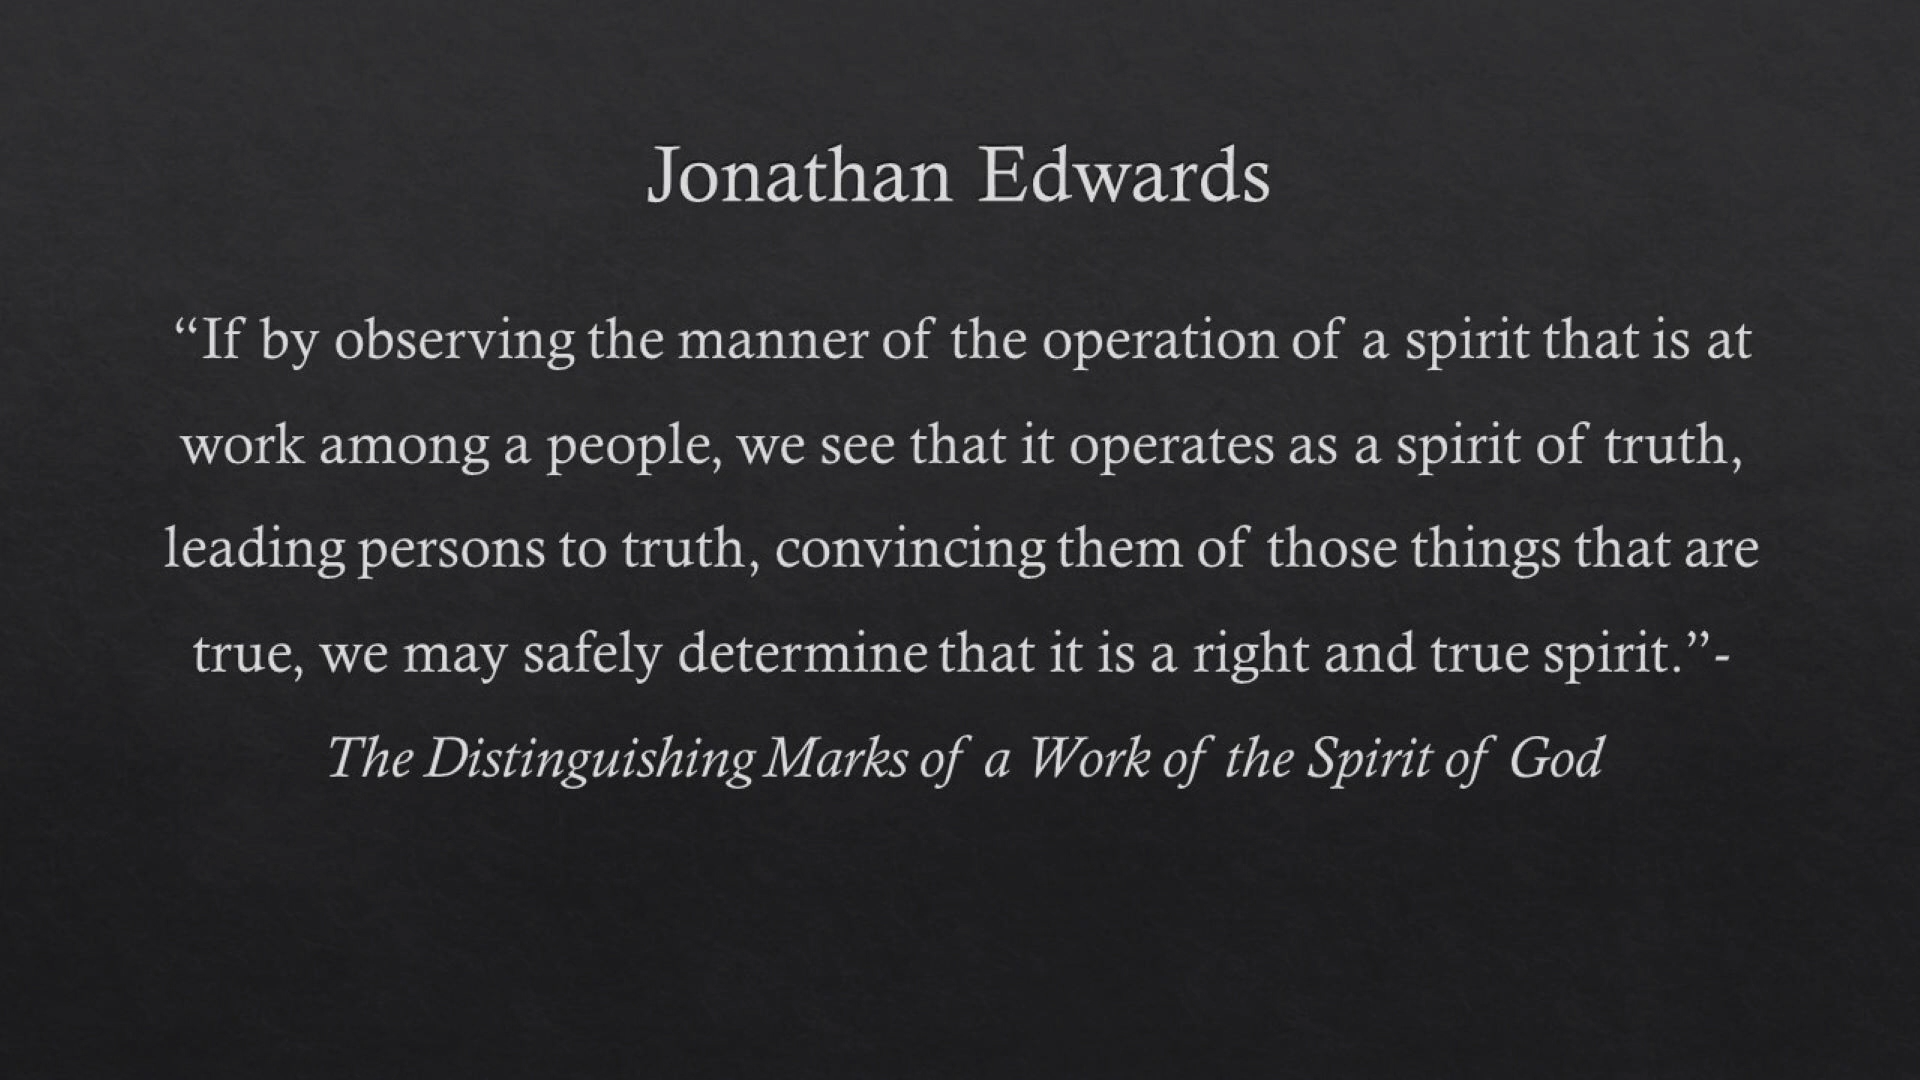 Jonathan Edwards
“If by observing the manner of the operation of a spirit that is at
work among a people, we see that it operates as a spirit of truth,
leading persons to truth, convincing them of those things that are
true, we may safely determine that it is a right and true spirit.”-
The Distinguishing Marks of a Work of the Spirit of God